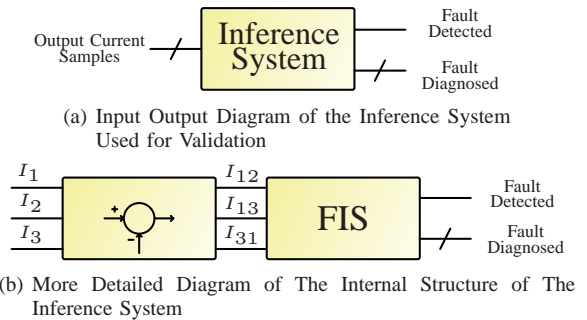 Output Current
Samples
Inference
System
Fault
Detected
Fault
Diagnosed
(a) Input Output Diagram of the Inference System
Used for Validation
I1
I2
I3
+
-
I12
I13
I31
FIS
Fault
Detected
Fault
Diagnosed
(b) More Detailed Diagram of The Internal Structure of The
Inference System